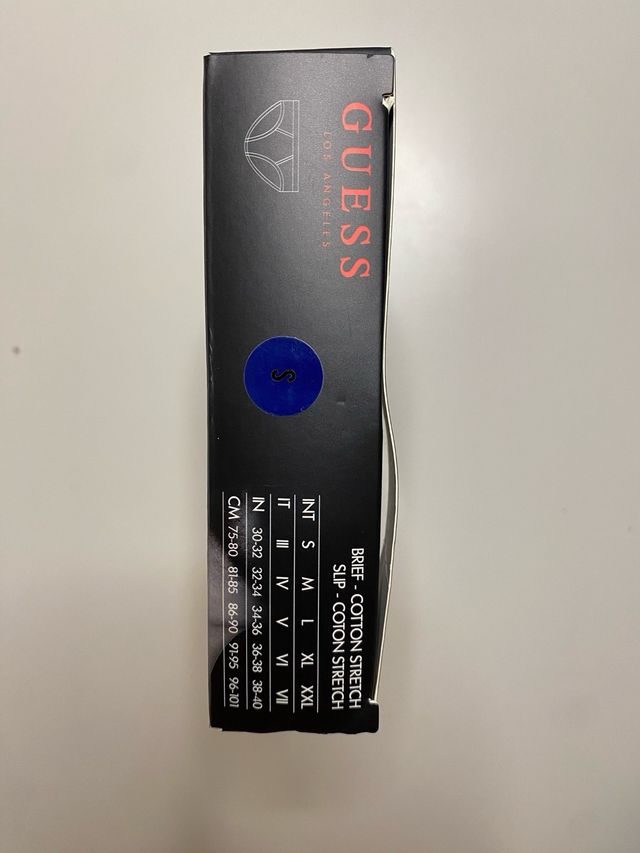 GUESS
LOS ANGELES
S
BRIEF - COTTON STRETCH
SLIP - COTON STRETCH
INT S M L XL XXL
IT III IV V VI VII
IN 30-32 32-34 34-36 36-38 38-40
CM 75-80 81-85 86-90 91-95 96-101